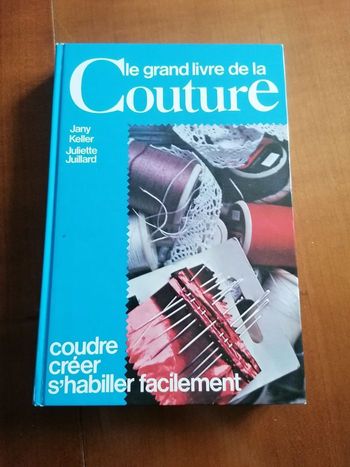 le grand livre de la
Couture
Jany
Keller
Juliette
Juillard
coudre
créer
s'habiller facilement